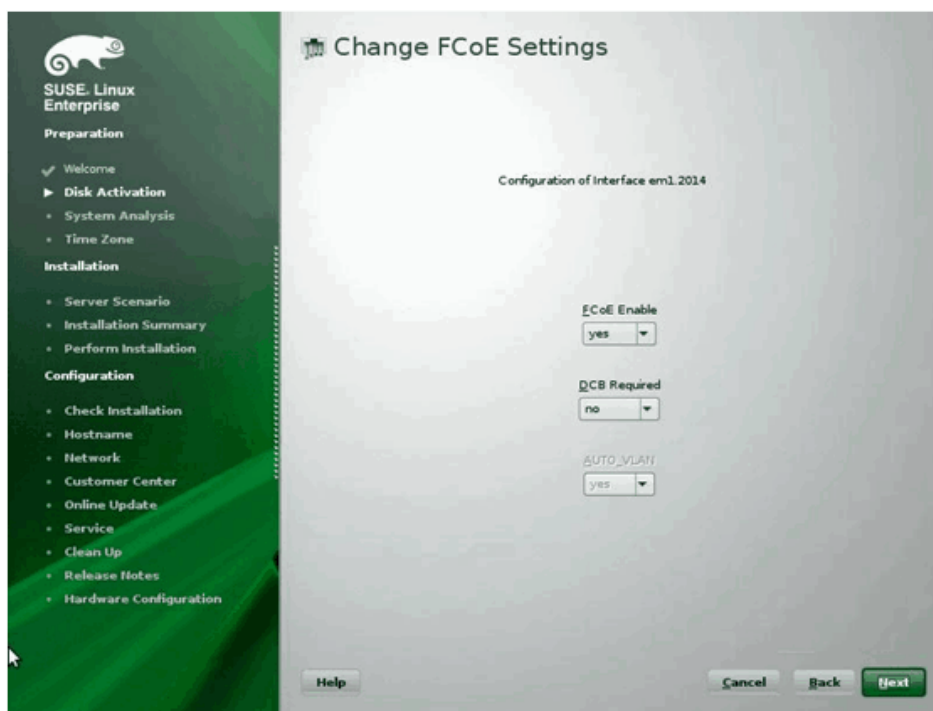 SUSE. Linux
Enterprise
Preparation
Welcome
Disk Activation
System Analysis
Time Zone
Installation
Server Scenario
Installation Summary
Perform Installation
Configuration
Check Installation
Hostname
Network
Customer Center
Online Update
Service
Clean Up
Release Notes
Hardware Configuration
Change FCoE Settings
Configuration of Interface em1.2014
FCoE Enable
yes
DCB Required
no
AUTO_VLAN
yes
Help
Cancel
Back
Next